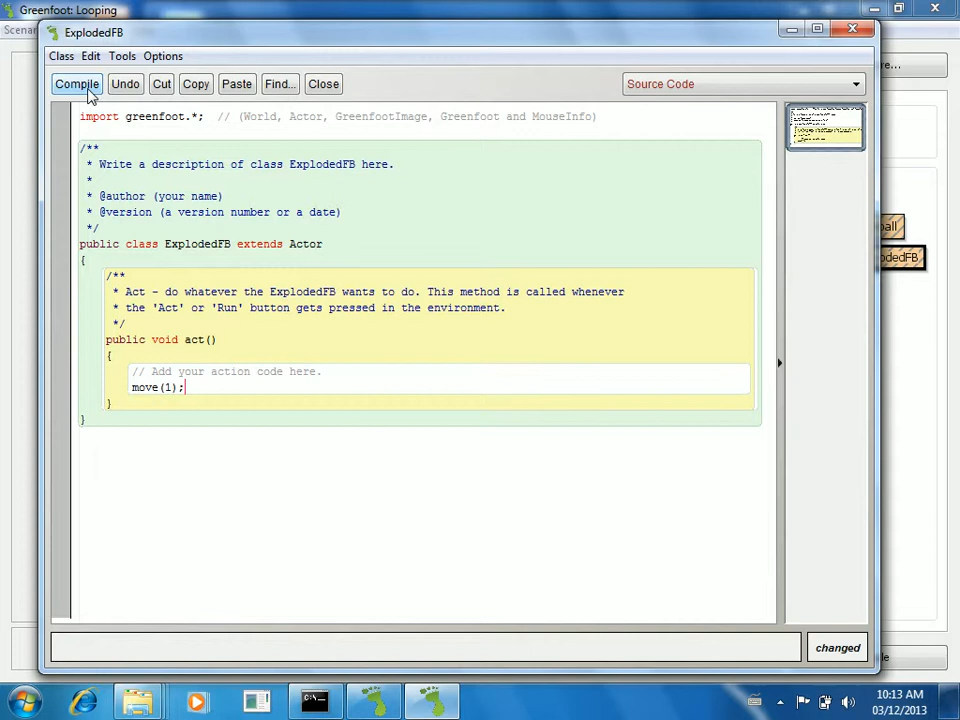 Greenfoot: Looping
Scenar
ExplodedFB
Class Edit Tools Options
Compile Undo Cut Copy Paste Find... Close Source Code
e...
import greenfoot.*;  // (World, Actor, GreenfootImage, Greenfoot and MouseInfo)
/**
 * Write a description of class ExplodedFB here.
 *
 * @author (your name)
 * @version (a version number or a date)
 */
public class ExplodedFB extends Actor
{
/**
 * Act - do whatever the ExplodedFB wants to do. This method is called whenever
 * the 'Act' or 'Run' button gets pressed in the environment.
 */
public void act()
{
// Add your action code here.
move(1);
}
}
all
odedFB
changed
le
10:13 AM
03/12/2013